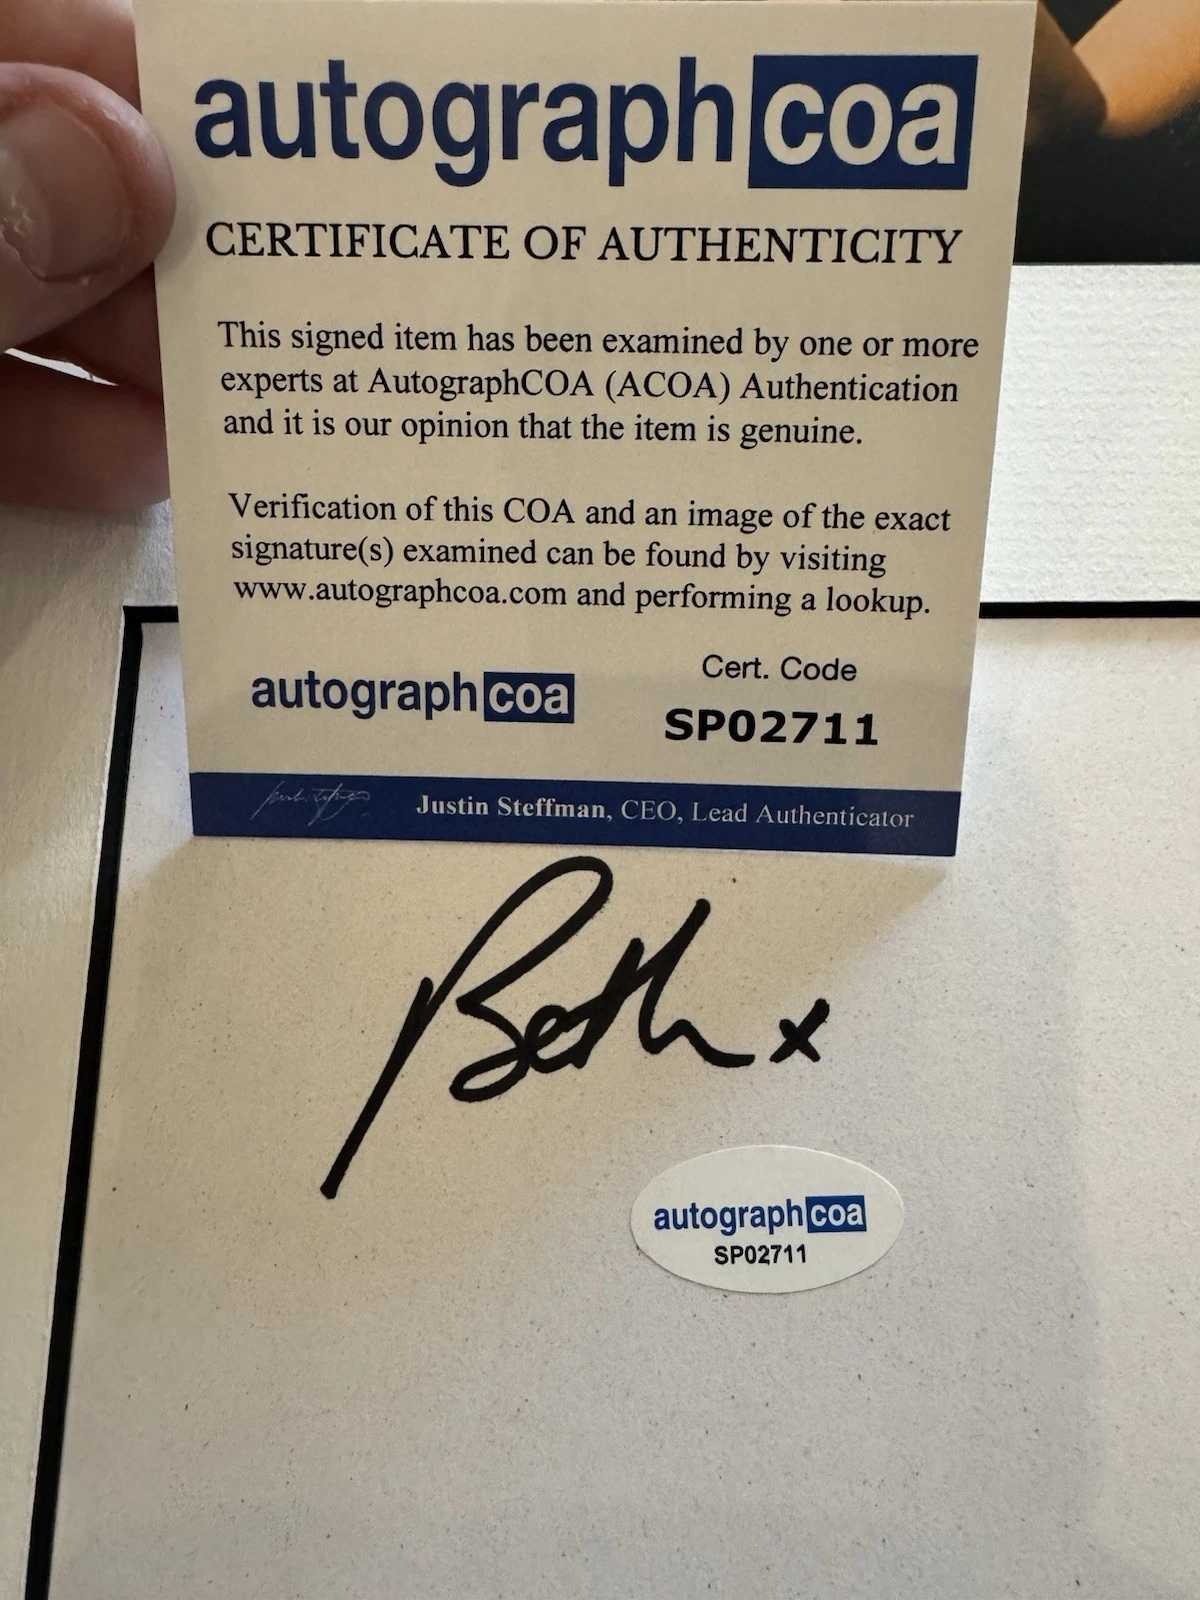 autographcoa
CERTIFICATE OF AUTHENTICITY
This signed item has been examined by one or more
experts at AutographCOA (ACOA) Authentication
and it is our opinion that the item is genuine.
Verification of this COA and an image of the exact
signature(s) examined can be found by visiting
www.autographcoa.com and performing a lookup.
autographcoa
Cert. Code
SP02711
Justin Steffman, CEO, Lead Authenticator
Beth x
autographcoa
SP02711